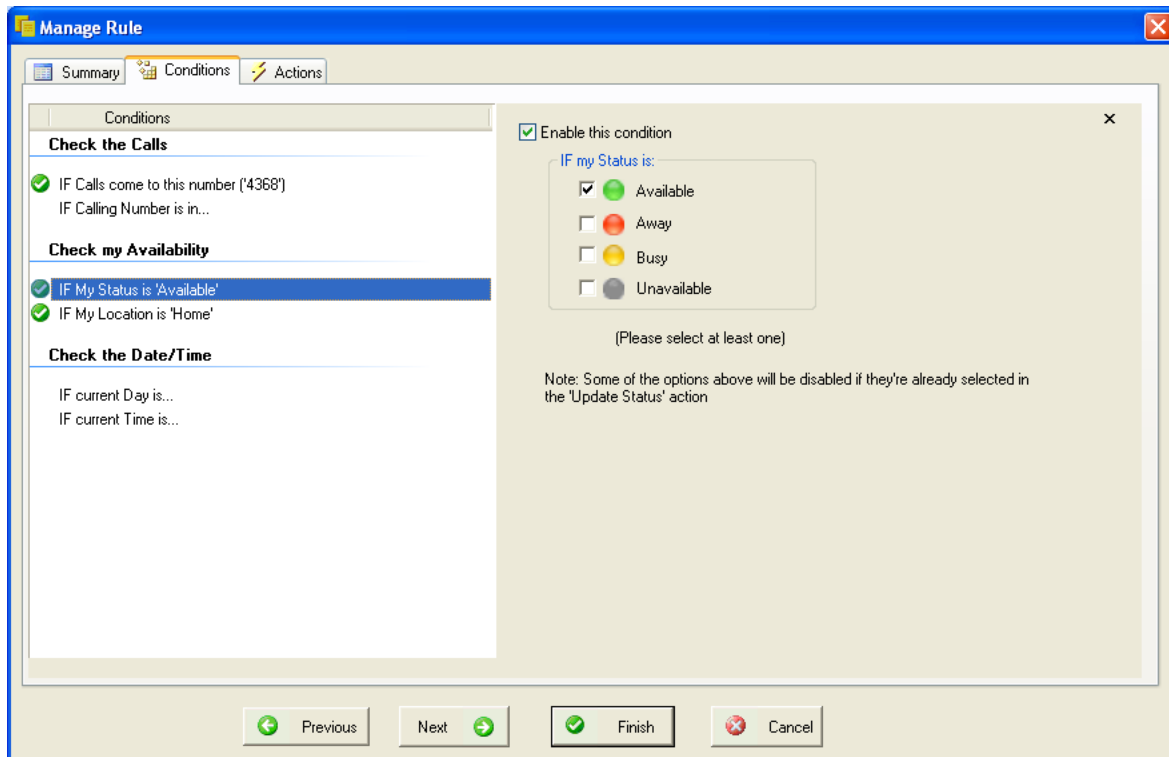 Manage Rule
Summary
Conditions
Actions
Conditions
Check the Calls
IF Calls come to this number ('4368')
IF Calling Number is in...
Check my Availability
IF My Status is 'Available'
IF My Location is 'Home'
Check the Date/Time
IF current Day is...
IF current Time is...
Enable this condition
IF my Status is:
Available
Away
Busy
Unavailable
(Please select at least one)
Note: Some of the options above will be disabled if they're already selected in
the 'Update Status' action
Previous
Next
Finish
Cancel